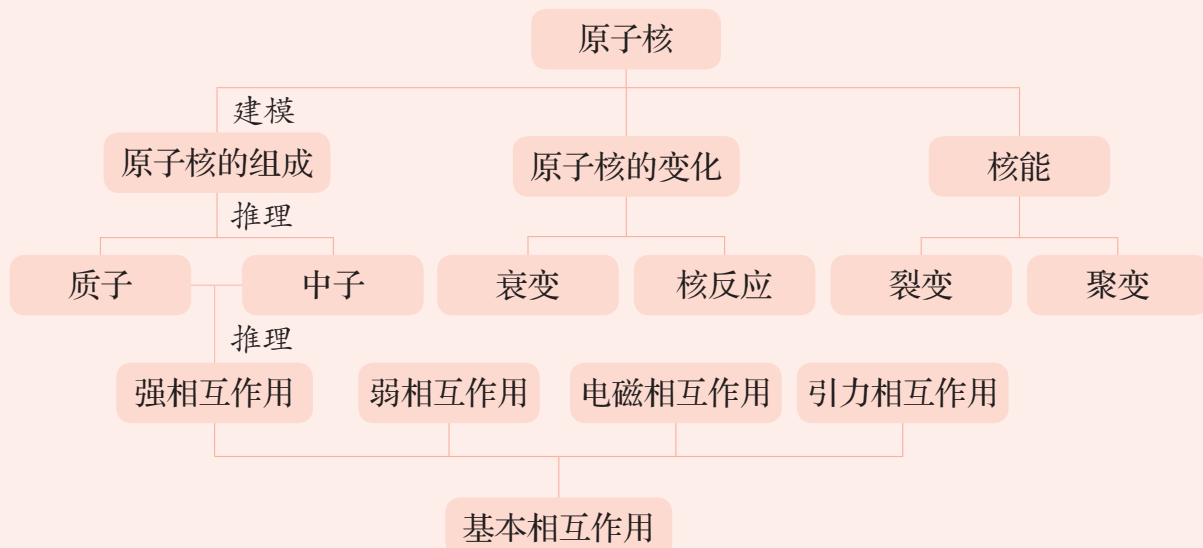 原子核
建模
原子核的组成
原子核的变化
核能
推理
质子
中子
衰变
核反应
裂变
聚变
推理
强相互作用
弱相互作用
电磁相互作用
引力相互作用
基本相互作用